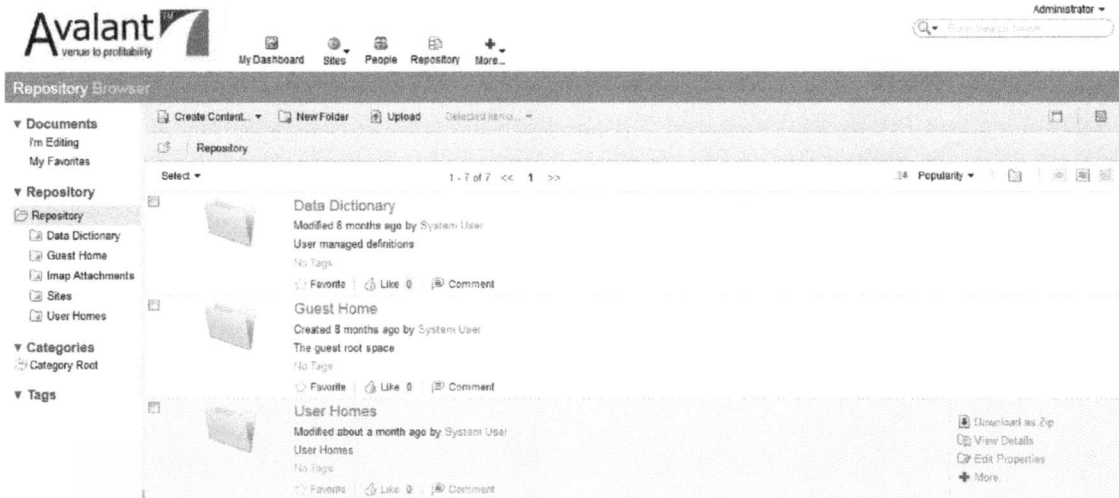 Administrator
Avalant TM
venue to profitability
My Dashboard Sites People Repository More...
Repository Browser
Documents
I'm Editing
My Favorites
Repository
Repository
Data Dictionary
Guest Home
Imap Attachments
Sites
User Homes
Categories
Category Root
Tags
Create Content... New Folder Upload Selected Items...
Repository
Select 1 - 7 of 7 << 1 >> Popularity
Data Dictionary
Modified 8 months ago by System User
User managed definitions
No Tags
Favorite Like 0 Comment
Guest Home
Created 8 months ago by System User
The guest root space
No Tags
Favorite Like 0 Comment
User Homes
Modified about a month ago by System User
User Homes
No Tags
Favorite Like 0 Comment
Download as Zip
View Details
Edit Properties
More...